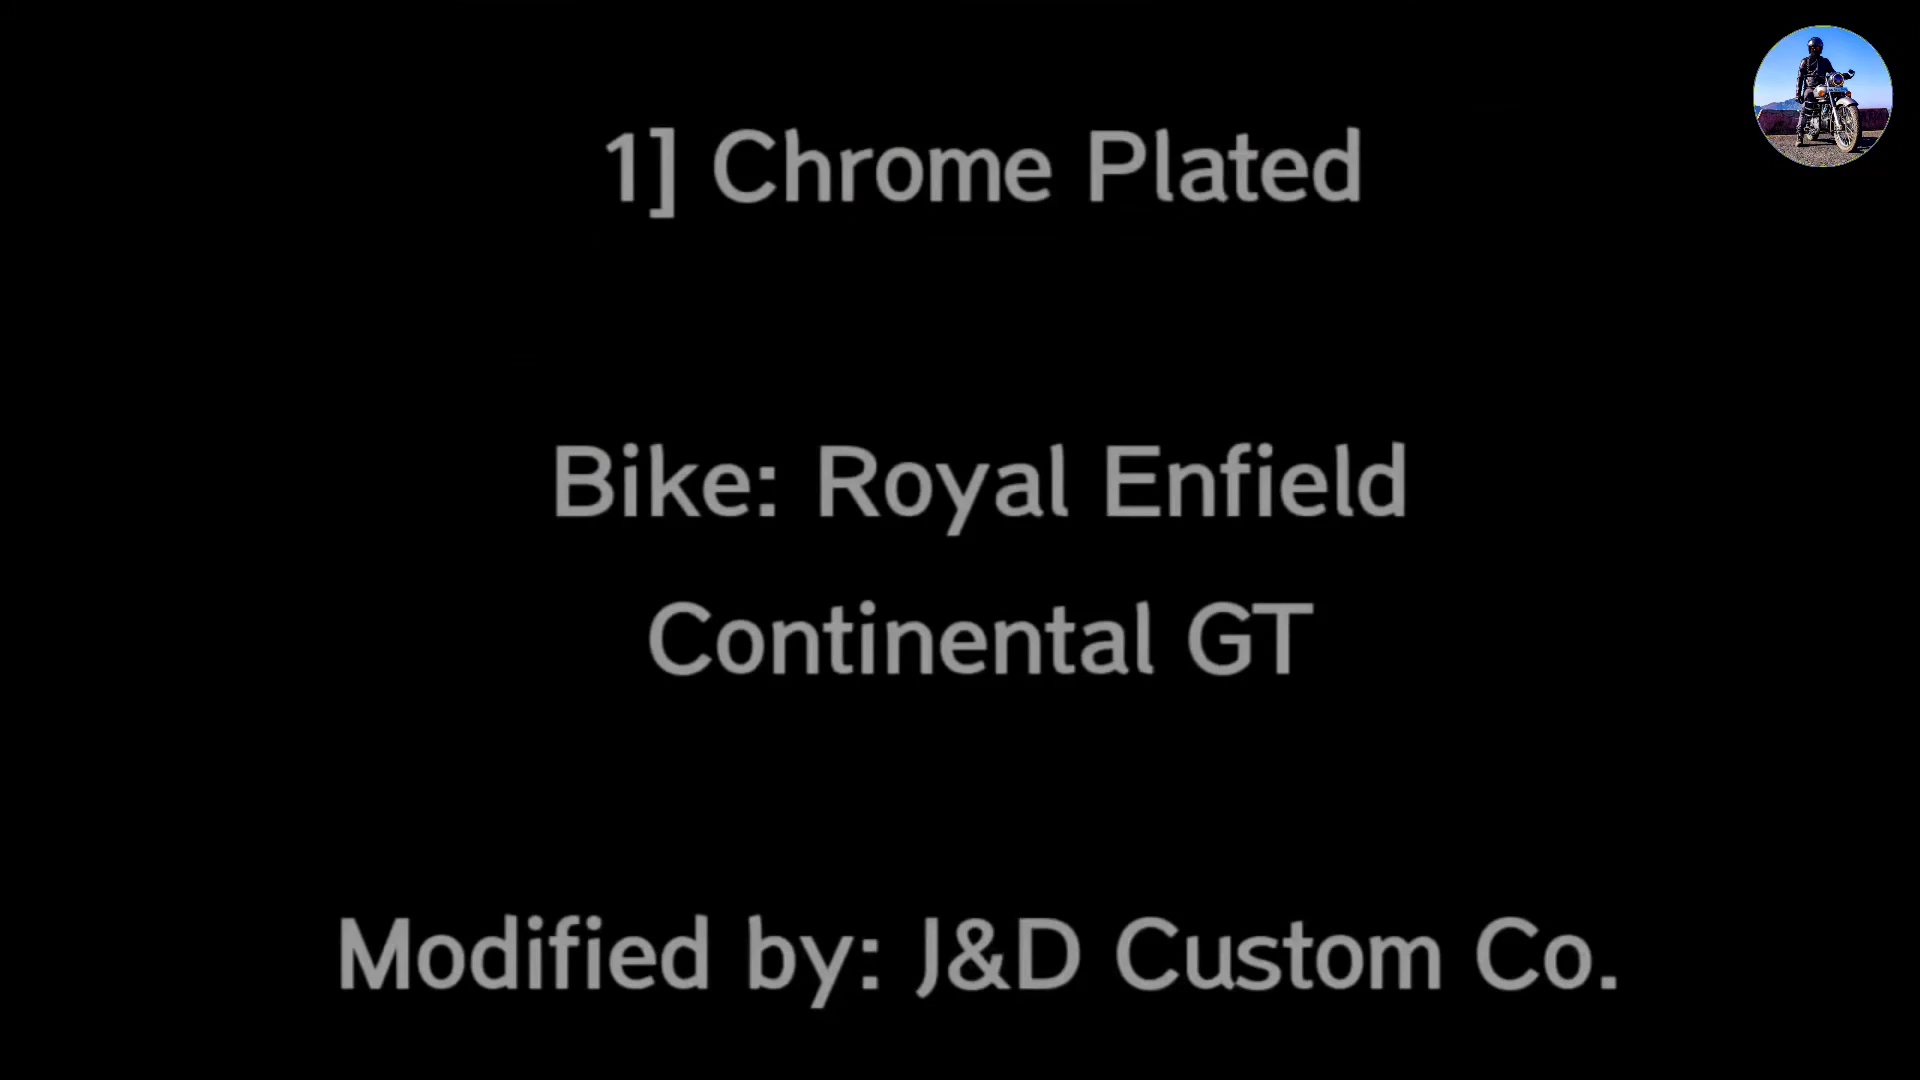 1] Chrome Plated
Bike: Royal Enfield
Continental GT
Modified by: J&D Custom Co.